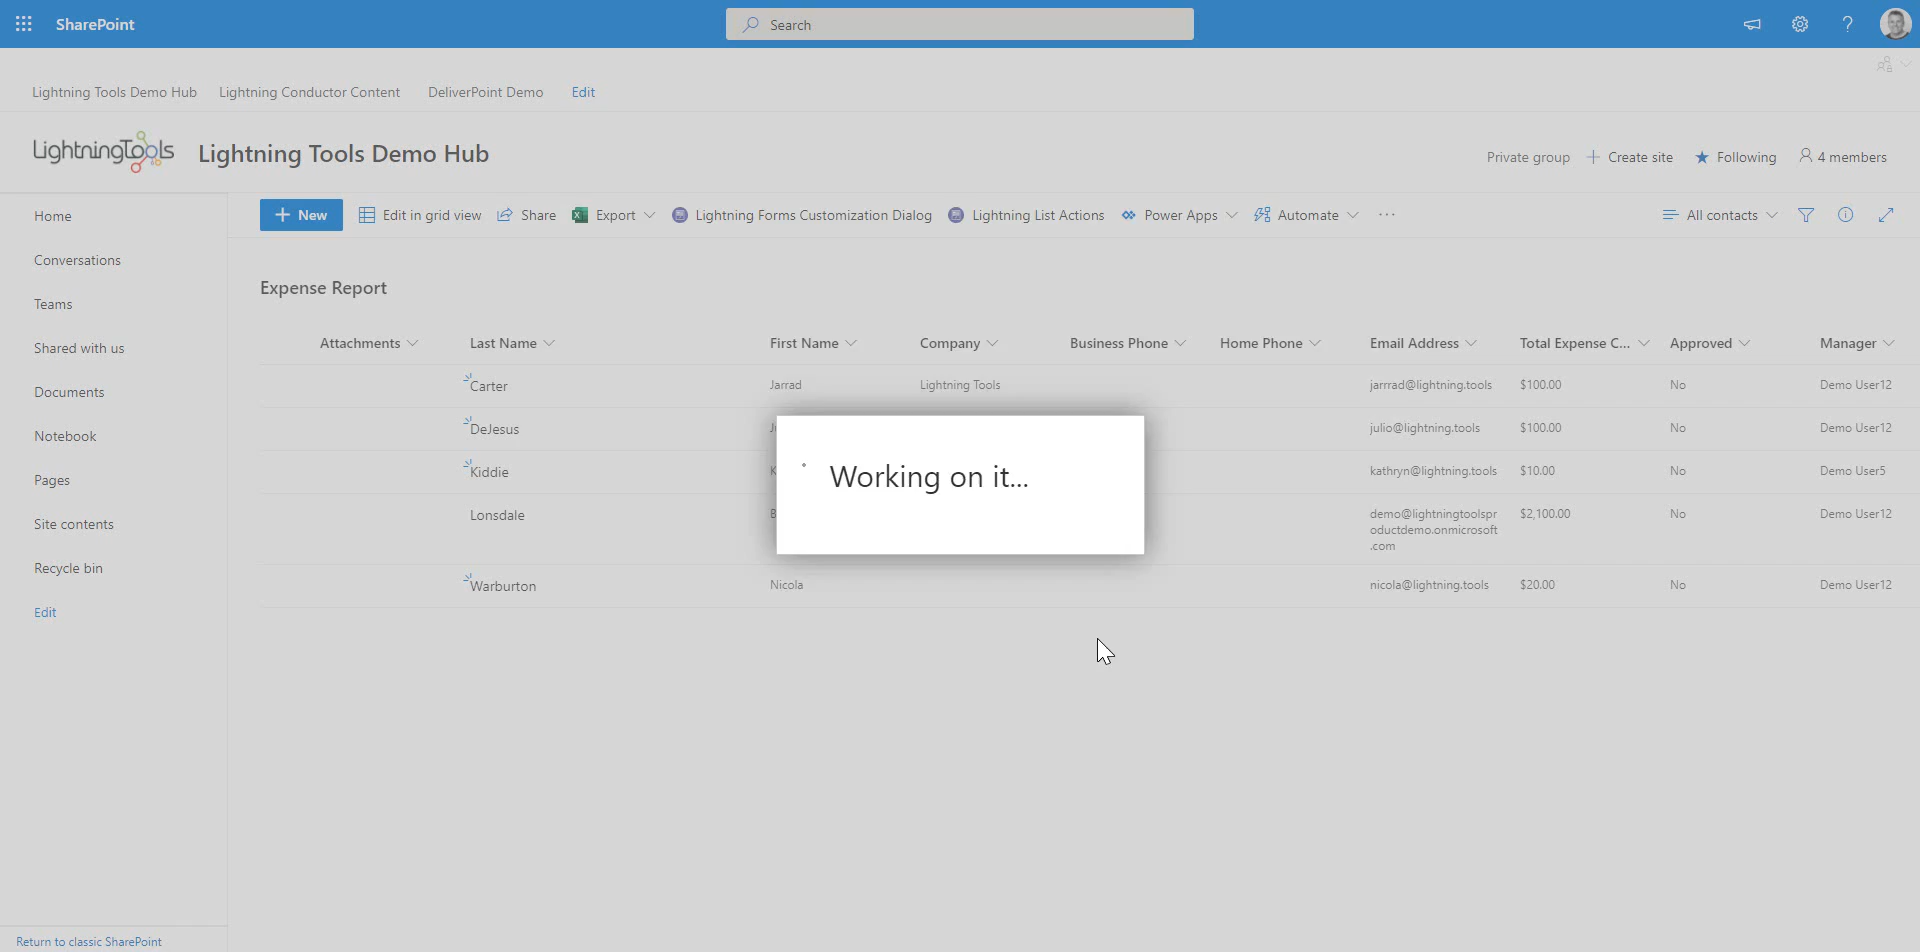 SharePoint
Search
Lightning Tools Demo Hub Lightning Conductor Content DeliverPoint Demo Edit
LightningTools Lightning Tools Demo Hub
Private group Create site Following 4 members
Home
Conversations
Teams
Shared with us
Documents
Notebook
Pages
Site contents
Recycle bin
Edit
Return to classic SharePoint
New Edit in grid view Share Export Lightning Forms Customization Dialog Lightning List Actions Power Apps Automate ... All contacts
Expense Report
Attachments Last Name First Name Company Business Phone Home Phone Email Address Total Expense C... Approved Manager
Carter Jarrad Lightning Tools jarrrad@lightning.tools $100.00 No Demo User12
DeJesus julio@lightning.tools $100.00 No Demo User12
Kiddie kathryn@lightning.tools $10.00 No Demo User5
Lonsdale demo@lightningtoolspr $2,100.00 No Demo User12
oductdemo.onmicrosoft
.com
Warburton Nicola nicola@lightning.tools $20.00 No Demo User12
Working on it...